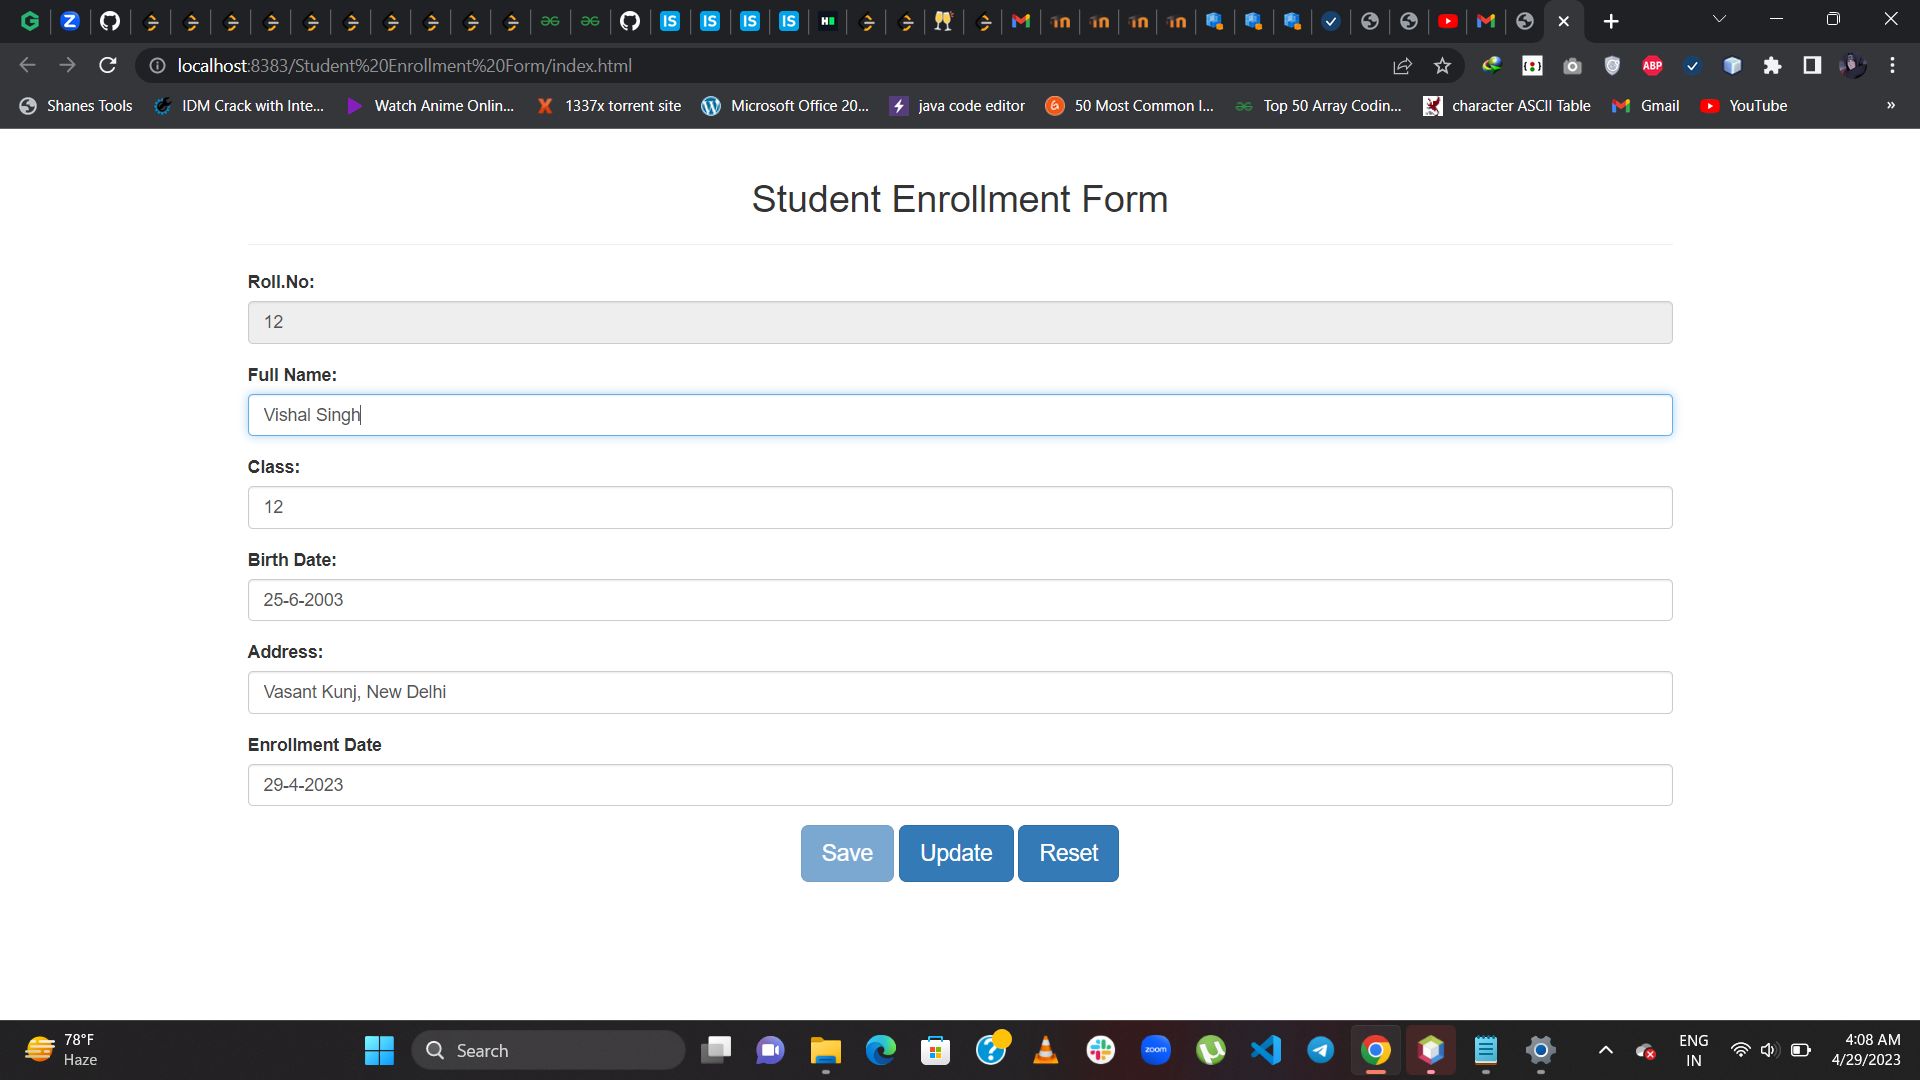 localhost:8383/Student%20Enrollment%20Form/index.html
ABP
Shanes Tools
IDM Crack with Inte...
Watch Anime Onlin...
1337x torrent site
Microsoft Office 20...
java code editor
50 Most Common I...
Top 50 Array Codin...
character ASCII Table
Gmail
YouTube
»
Student Enrollment Form
Roll.No:
12
Full Name:
Vishal Singh
Class:
12
Birth Date:
25-6-2003
Address:
Vasant Kunj, New Delhi
Enrollment Date
29-4-2023
Save Update Reset
78°F
Haze
Search
zoom
ENG
IN
4:08 AM
4/29/2023